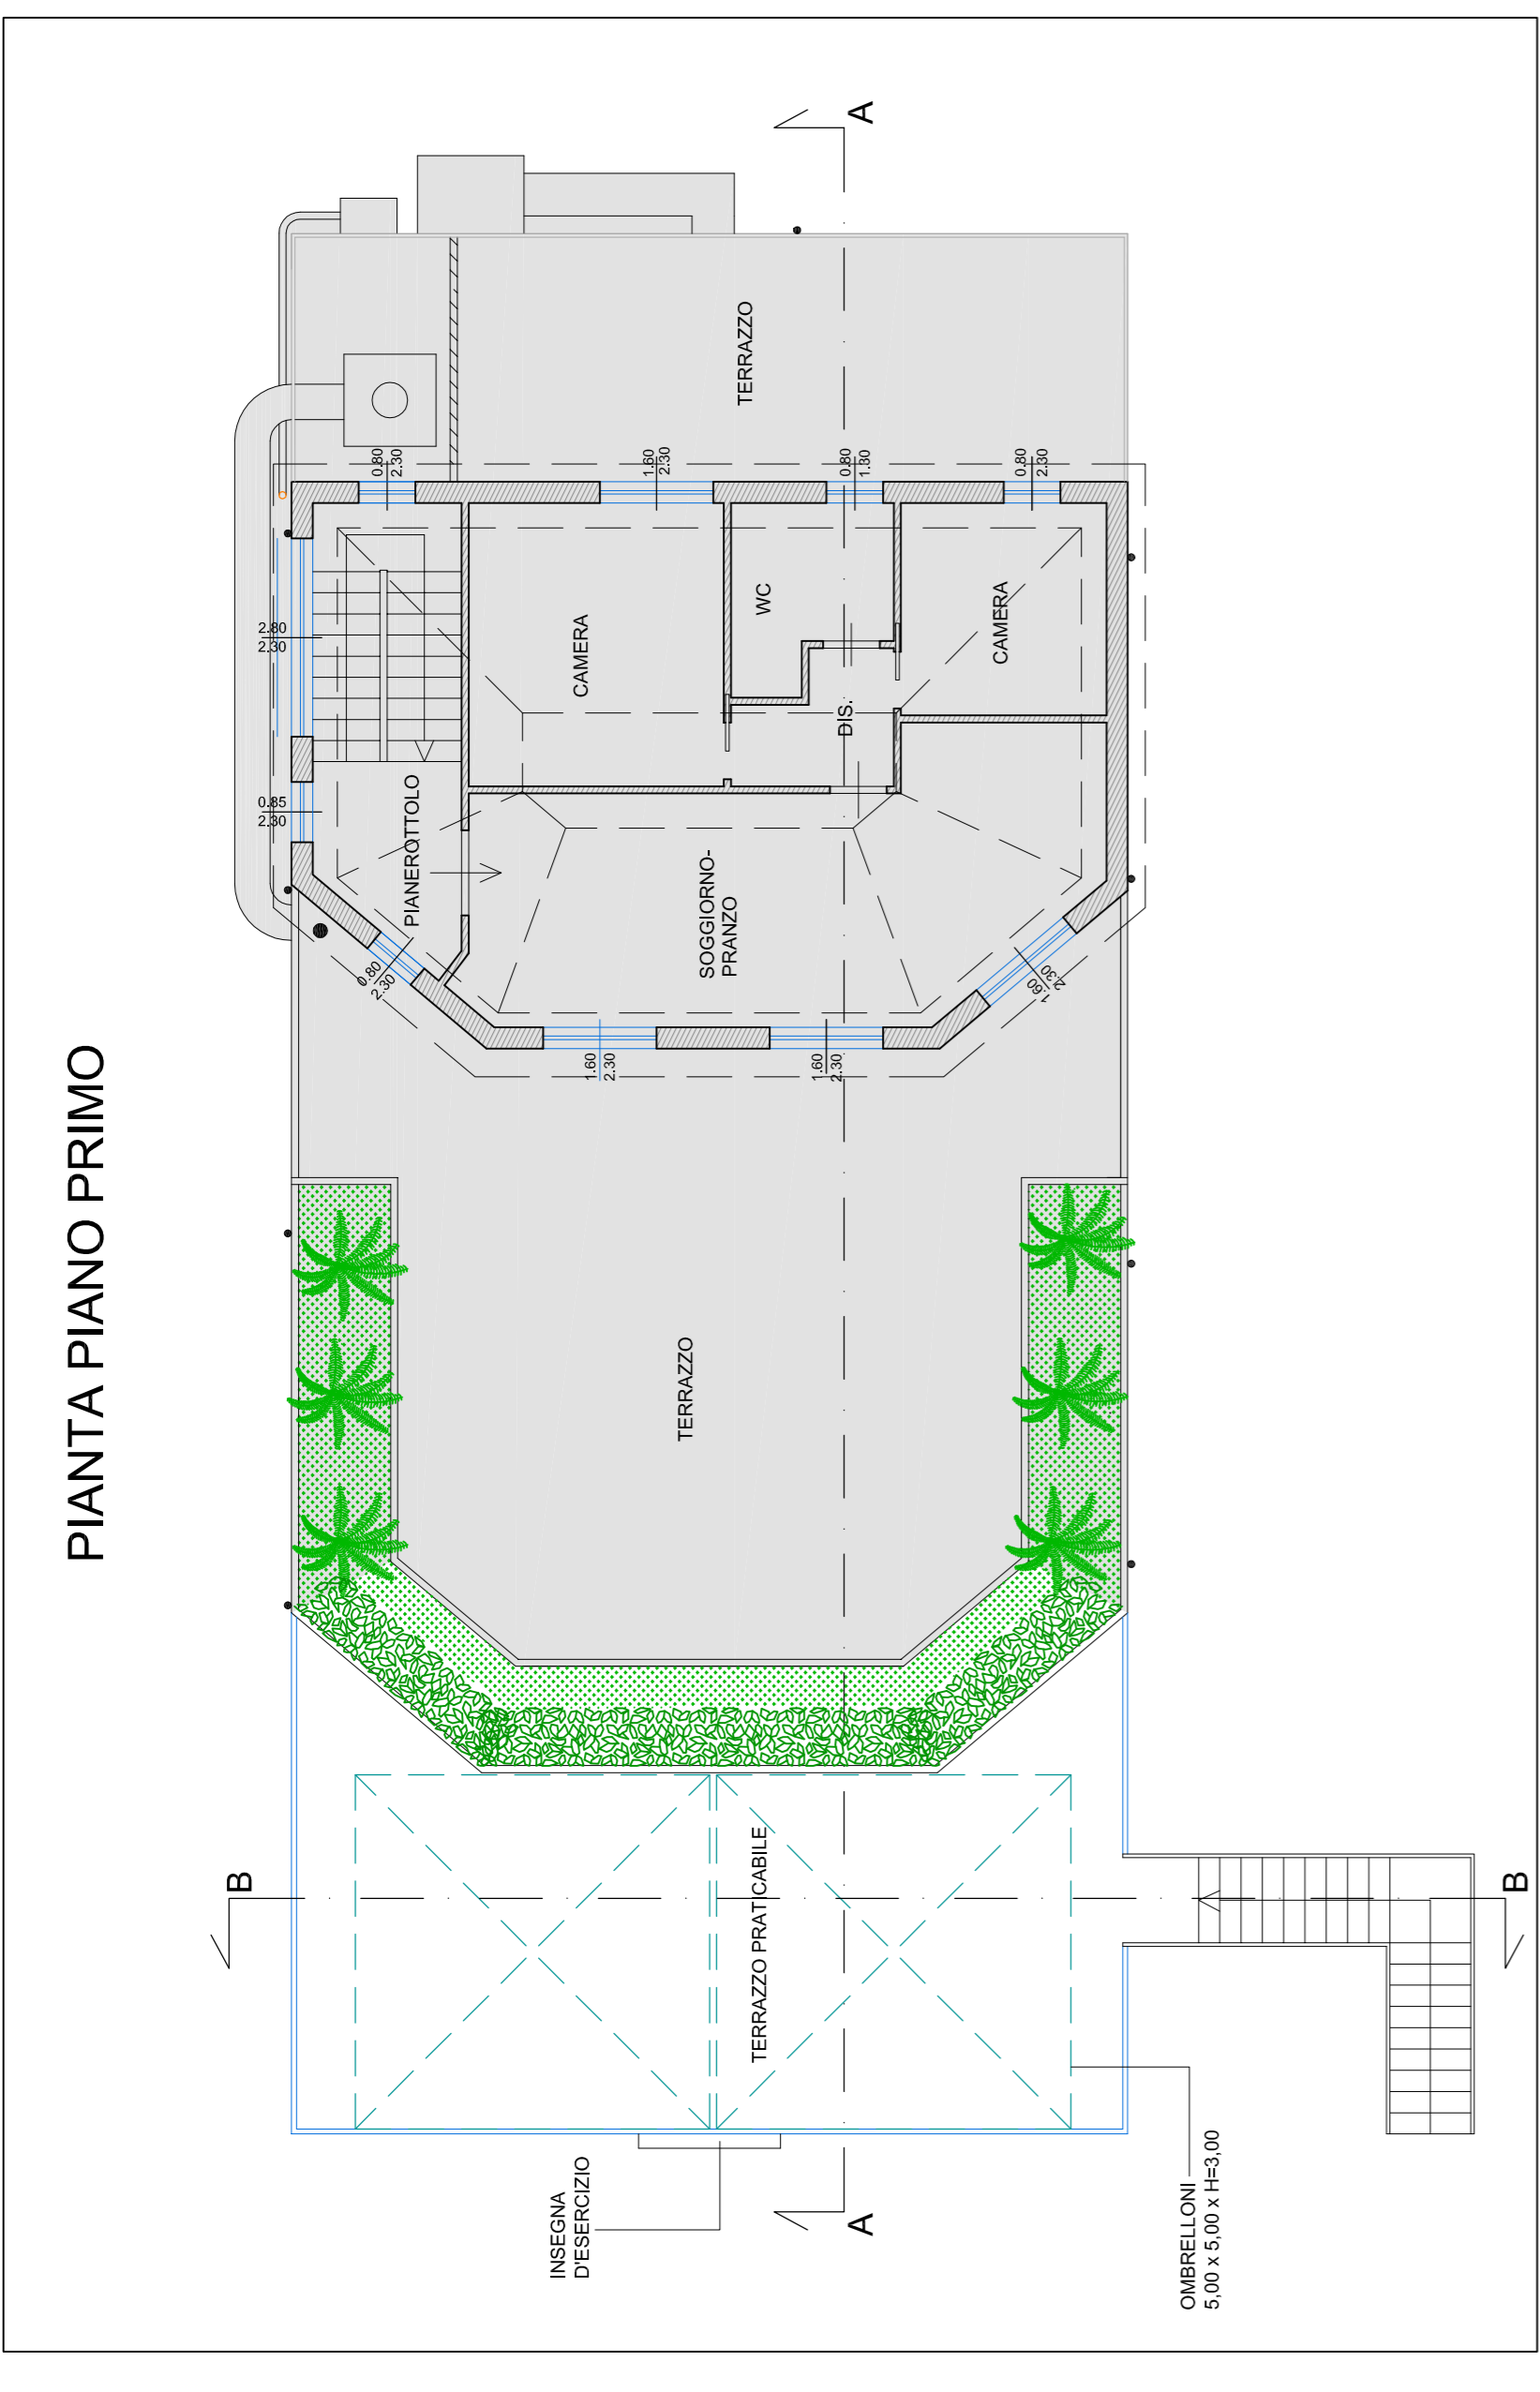 PIANTA PIANO PRIMO
A
TERRAZZO
0.80
2.30
1.60
2.30
0.80
1.30
0.80
2.30
2.80
2.30
0.85
2.30
CAMERA
WC
CAMERA
DIS.
PIANEROTTOLO
SOGGIORNO-
PRANZO
0.80
2.30
1.60
2.30
1.60
2.30
1.60
2.30
TERRAZZO
B
TERRAZZO PRATICABILE
B
INSEGNA
D'ESERCIZIO
A
OMBRELLONI
5,00 x 5,00 x H=3,00